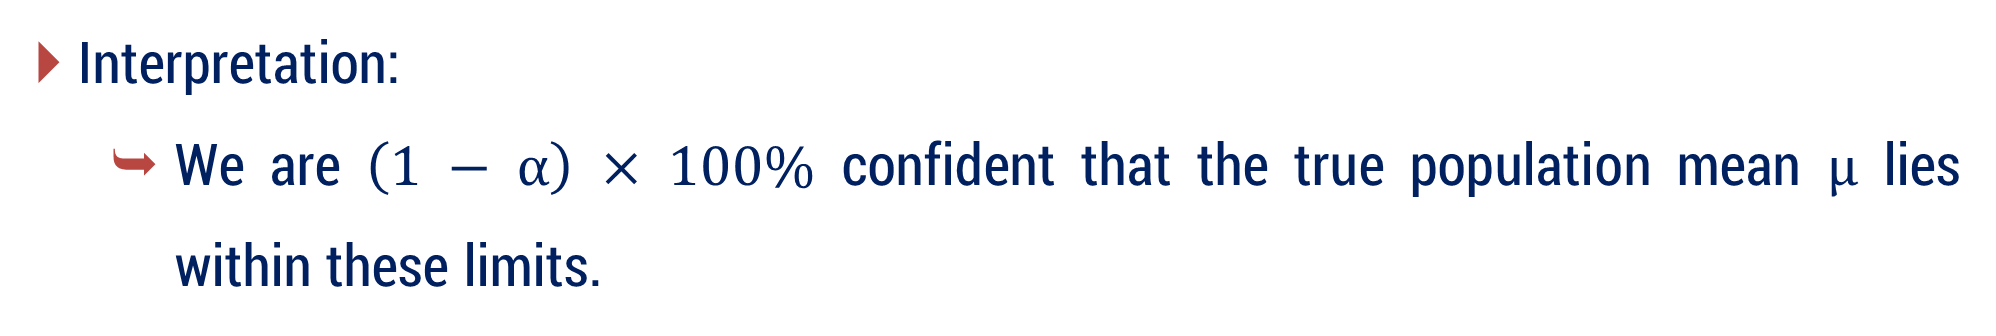 Interpretation:
We are (1 − α) × 100% confident that the true population mean μ lies
within these limits.